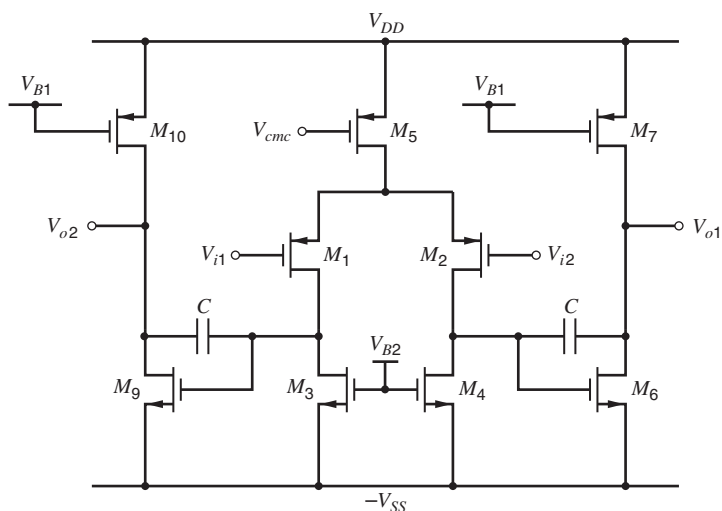 V_DD
V_B1
V_B1
M_10
V_cmc
M_5
M_7
V_o2
V_i1
M_1
M_2
V_i2
V_o1
C
V_B2
C
M_9
M_3
M_4
M_6
−V_SS